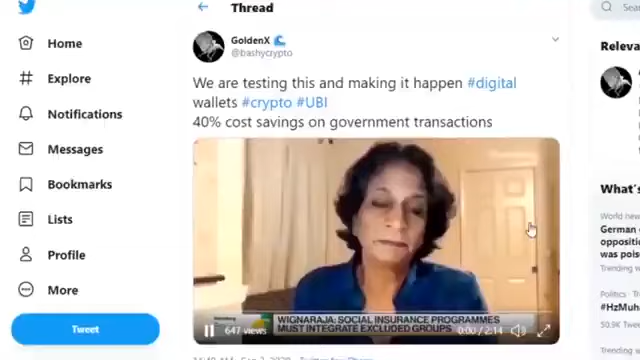 Thread
Home
Explore
Notifications
Messages
Bookmarks
Lists
Profile
More
Tweet
GoldenX
@bashycrypto
We are testing this and making it happen #digital
wallets #crypto #UBI
40% cost savings on government transactions
WIGNARAJA: SOCIAL INSURANCE PROGRAMMES
MUST INTEGRATE EXCLUDED GROUPS
647 views
0:00 / 2:14
Releva
What's
World new
German
oppositi
was pois
Trending w
Politics · Tre
#HzMuha
50.9K Tweet
Trending w